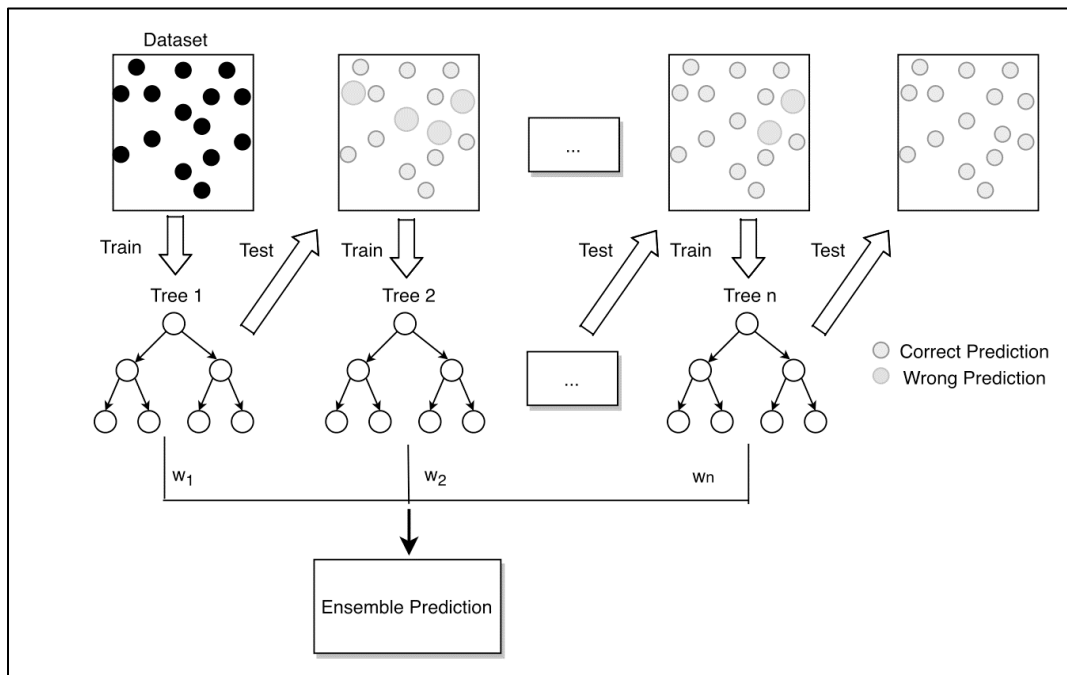 Dataset
...
Train
Test
Train
Test
Train
Test
Tree 1
Tree 2
Tree n
...
Correct Prediction
Wrong Prediction
w1
w2
wn
Ensemble Prediction